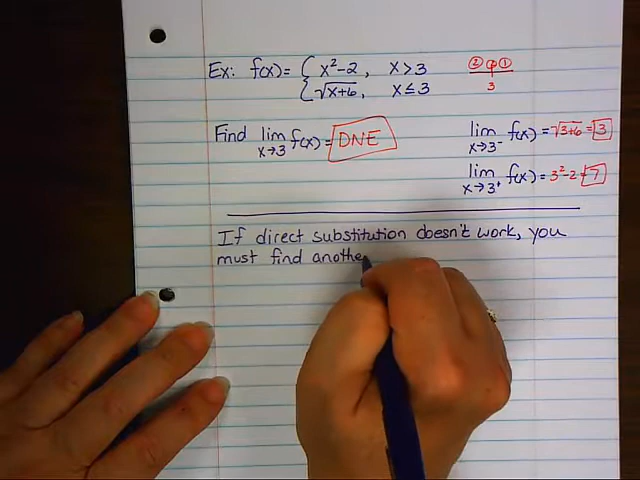 Ex: f(x) = { x² - 2, x > 3
{ √x+6, x ≤ 3
② ①
3
Find lim x→3 f(x) = DNE
lim x→3⁻ f(x) = √3+6 = 3
lim x→3⁺ f(x) = 3² - 2 = 7
If direct substitution doesn't work, you
must find anothe